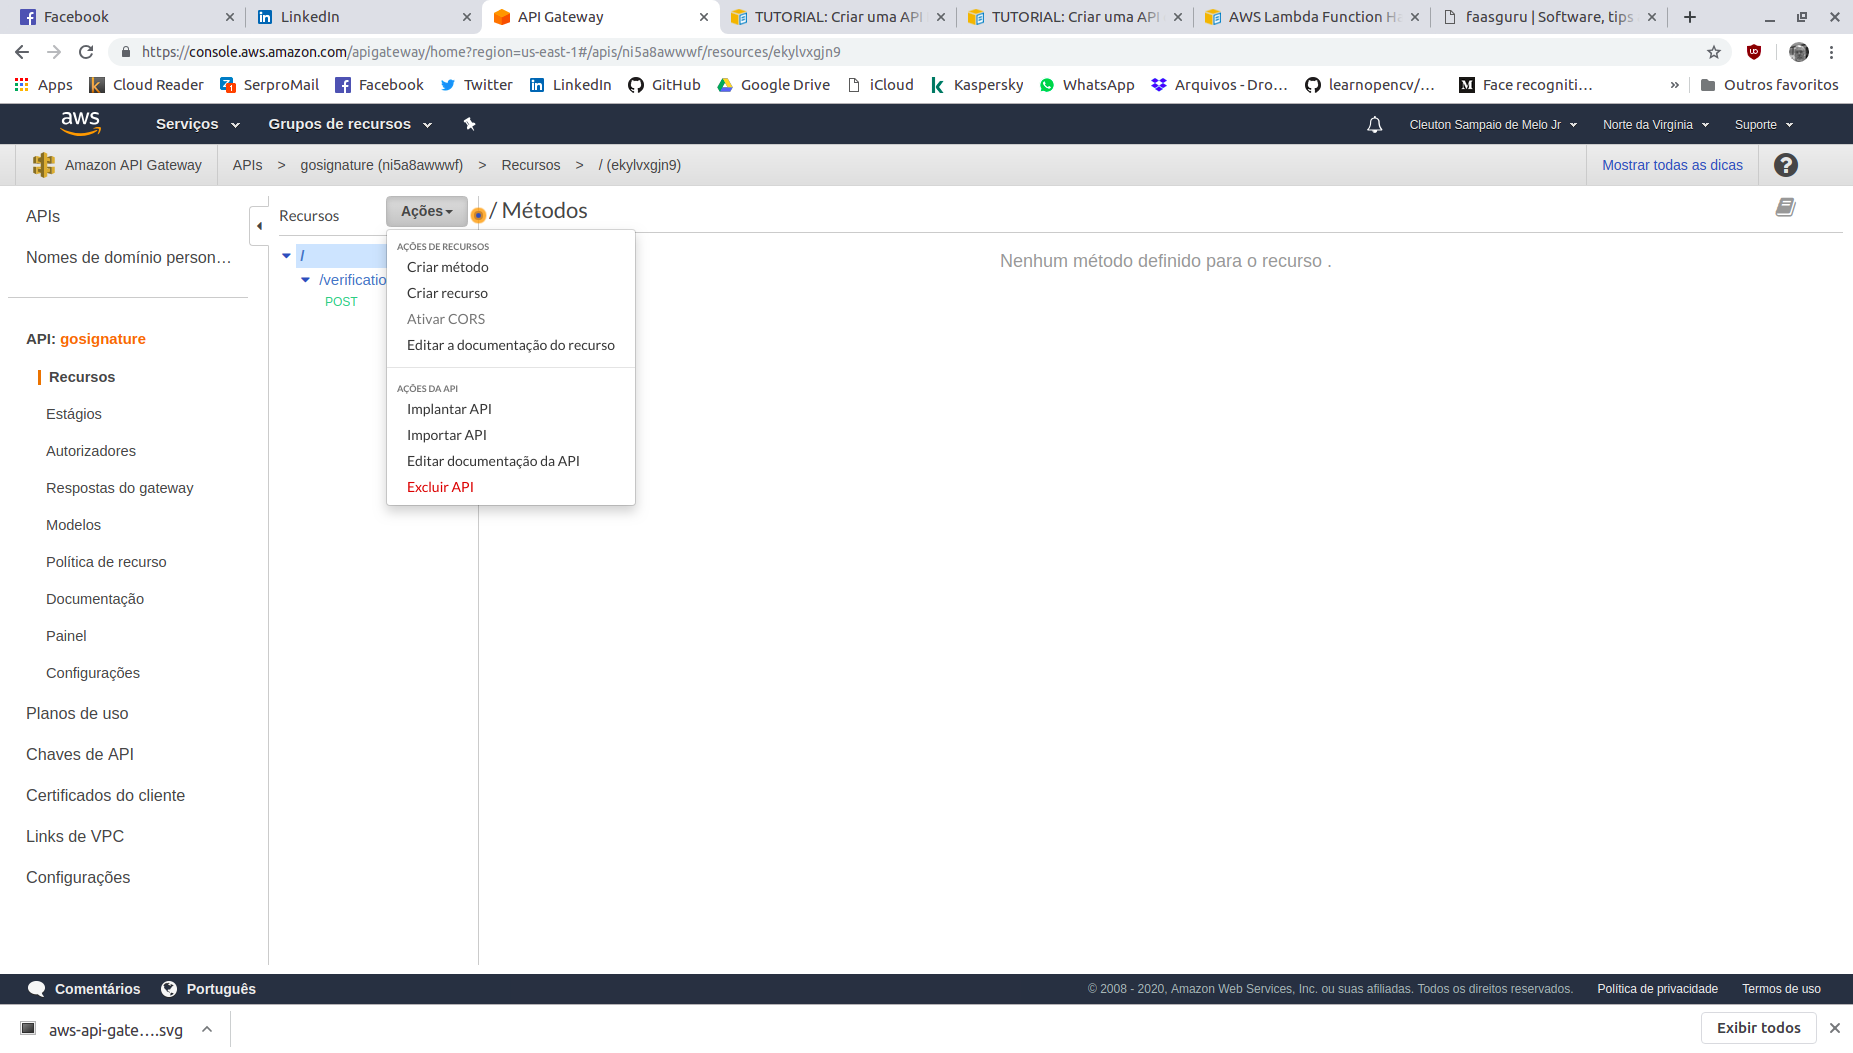 Facebook
LinkedIn
API Gateway
TUTORIAL: Criar uma API
TUTORIAL: Criar uma API
AWS Lambda Function Ha
faasguru | Software, tips
https://console.aws.amazon.com/apigateway/home?region=us-east-1#/apis/ni5a8awwwf/resources/ekylvxgjn9
Apps
Cloud Reader
SerproMail
Facebook
Twitter
LinkedIn
GitHub
Google Drive
iCloud
Kaspersky
WhatsApp
Arquivos - Dro...
learnopencv/...
Face recogniti...
»
Outros favoritos
aws
Serviços
Grupos de recursos
Cleuton Sampaio de Melo Jr
Norte da Virgínia
Suporte
Amazon API Gateway
APIs > gosignature (ni5a8awwwf) > Recursos > / (ekylvxgjn9)
Mostrar todas as dicas
?
APIs
Nomes de domínio person...
API: gosignature
Recursos
Estágios
Autorizadores
Respostas do gateway
Modelos
Política de recurso
Documentação
Painel
Configurações
Planos de uso
Chaves de API
Certificados do cliente
Links de VPC
Configurações
Recursos
Ações
/
/verificatio
POST
AÇÕES DE RECURSOS
Criar método
Criar recurso
Ativar CORS
Editar a documentação do recurso
AÇÕES DA API
Implantar API
Importar API
Editar documentação da API
Excluir API
/ Métodos
Nenhum método definido para o recurso .
Comentários
Português
© 2008 - 2020, Amazon Web Services, Inc. ou suas afiliadas. Todos os direitos reservados.
Política de privacidade
Termos de uso
aws-api-gate....svg
Exibir todos